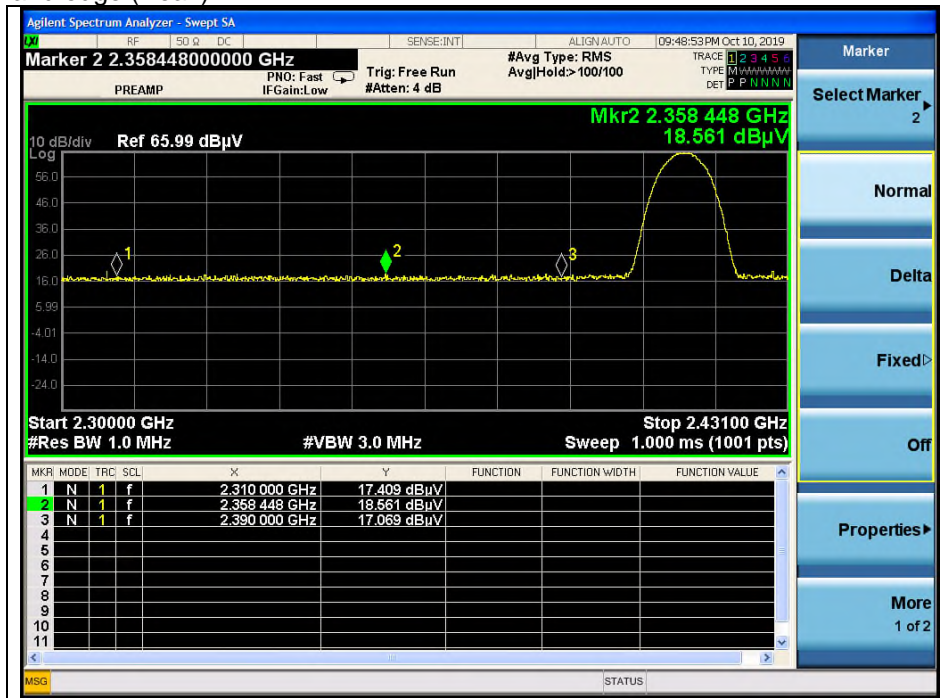 Agilent Spectrum Analyzer - Swept SA
LXI RF 50 Ω DC SENSE:INT ALIGNAUTO 09:48:53 PM Oct 10, 2019
Marker 2 2.358448000000 GHz
PREAMP
PNO: Fast
IFGain:Low
Trig: Free Run
#Atten: 4 dB
#Avg Type: RMS
Avg|Hold:>100/100
TRACE 1 2 3 4 5 6
TYPE MWWWWW
DET P P N N N N
Mkr2 2.358 448 GHz
18.561 dBµV
10 dB/div Ref 65.99 dBµV
Log
56.0
46.0
36.0
26.0
16.0
5.99
-4.01
-14.0
-24.0
1
2
3
Start 2.30000 GHz Stop 2.43100 GHz
#Res BW 1.0 MHz #VBW 3.0 MHz Sweep 1.000 ms (1001 pts)
MKR MODE TRC SCL X Y FUNCTION FUNCTION WIDTH FUNCTION VALUE
1 N 1 f 2.310 000 GHz 17.409 dBµV
2 N 1 f 2.358 448 GHz 18.561 dBµV
3 N 1 f 2.390 000 GHz 17.069 dBµV
4
5
6
7
8
9
10
11
MSG STATUS
Marker
Select Marker
2
Normal
Delta
Fixed
Off
Properties
More
1 of 2